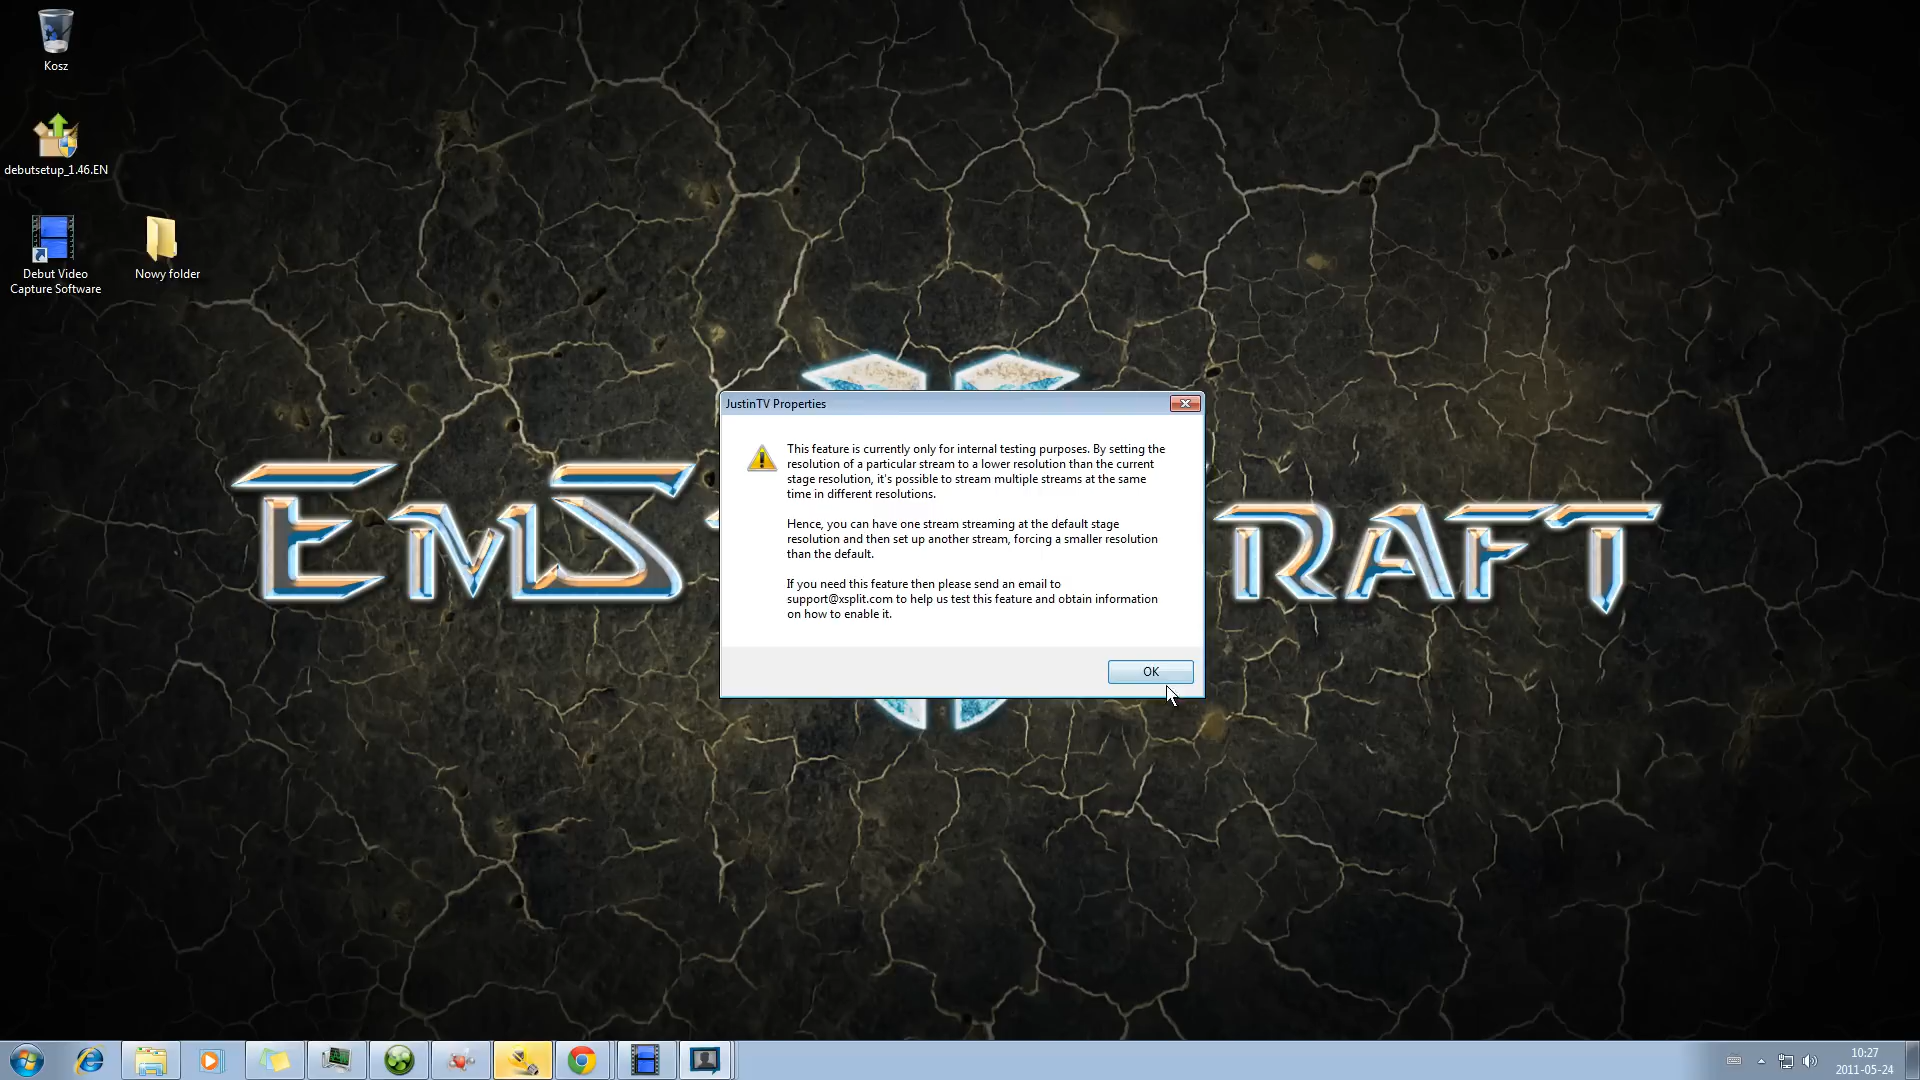 Kosz
debutsetup_1.46.EN
Debut Video
Capture Software
Nowy folder
JustinTV Properties
This feature is currently only for internal testing purposes. By setting the
resolution of a particular stream to a lower resolution than the current
stage resolution, it's possible to stream multiple streams at the same
time in different resolutions.
Hence, you can have one stream streaming at the default stage
resolution and then set up another stream, forcing a smaller resolution
than the default.
If you need this feature then please send an email to
support@xsplit.com to help us test this feature and obtain information
on how to enable it.
OK
EMS
RAFT
10:27
2011-05-24